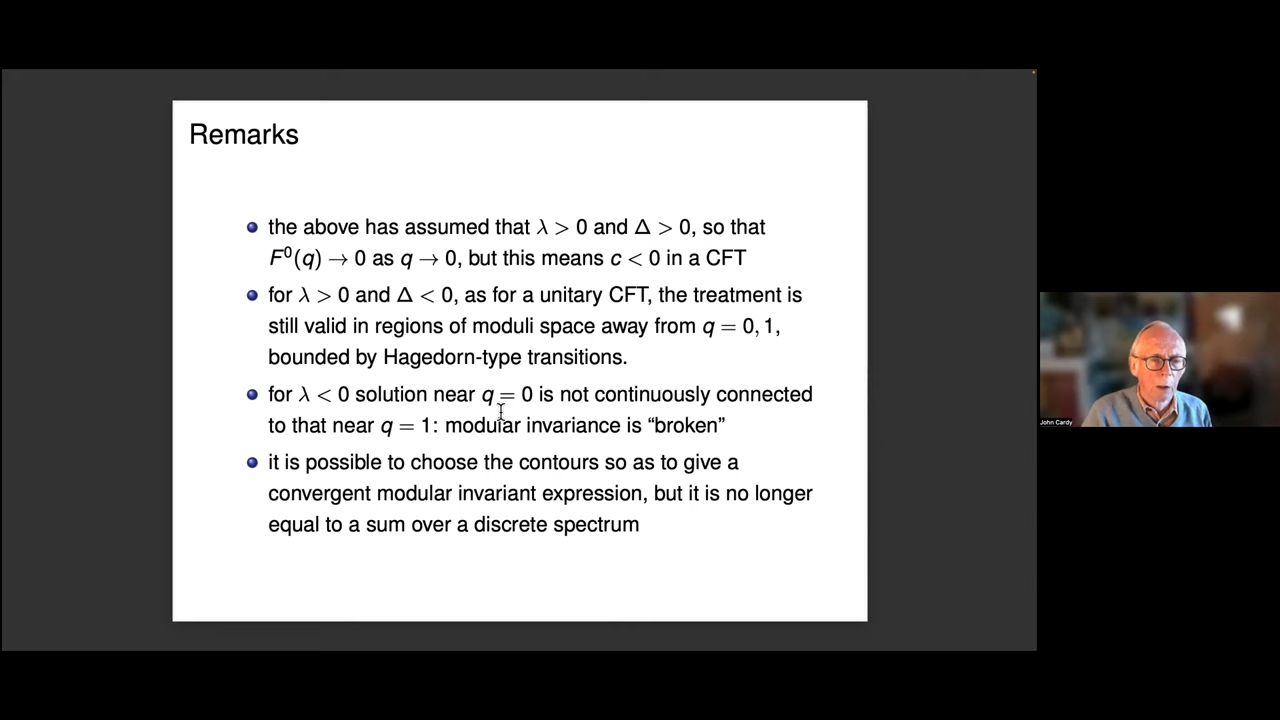 Remarks
the above has assumed that λ > 0 and Δ > 0, so that
F⁰(q) → 0 as q → 0, but this means c < 0 in a CFT
for λ > 0 and Δ < 0, as for a unitary CFT, the treatment is
still valid in regions of moduli space away from q = 0, 1,
bounded by Hagedorn-type transitions.
for λ < 0 solution near q = 0 is not continuously connected
to that near q = 1: modular invariance is “broken”
it is possible to choose the contours so as to give a
convergent modular invariant expression, but it is no longer
equal to a sum over a discrete spectrum
John Cardy